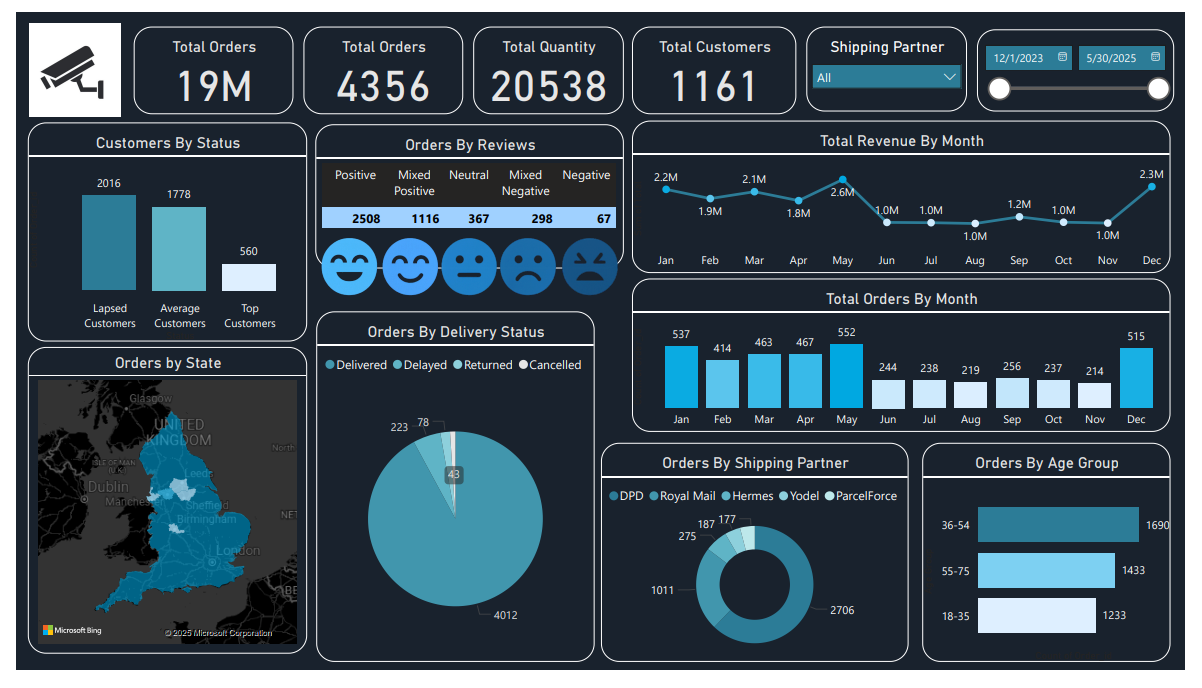 Total Orders
19M
Total Orders
4356
Total Quantity
20538
Total Customers
1161
Shipping Partner
All
12/1/2023
5/30/2025
Customers By Status
2016
1778
560
Lapsed
Customers
Average
Customers
Top
Customers
Orders By Reviews
Positive
Mixed
Positive
Neutral
Mixed
Negative
Negative
2508 1116 367 298 67
Total Revenue By Month
2.2M
1.9M
2.1M
1.8M
2.6M
1.0M
1.0M
1.0M
1.2M
1.0M
1.0M
2.3M
Jan Feb Mar Apr May Jun Jul Aug Sep Oct Nov Dec
Total Orders By Month
537 414 463 467 552 244 238 219 256 237 214 515
Jan Feb Mar Apr May Jun Jul Aug Sep Oct Nov Dec
Orders by State
Glasgow
UNITED
KINGDOM
North
ISLE OF MAN
(U.K.)
Leeds
Dublin
Manchester
Sheffield
Birmingham
NET
London
BE
Microsoft Bing
© 2025 Microsoft Corporation
Orders By Delivery Status
Delivered Delayed Returned Cancelled
223
78
43
4012
Orders By Shipping Partner
DPD Royal Mail Hermes Yodel ParcelForce
187
177
275
1011
2706
Orders By Age Group
36-54 1690
55-75 1433
18-35 1233